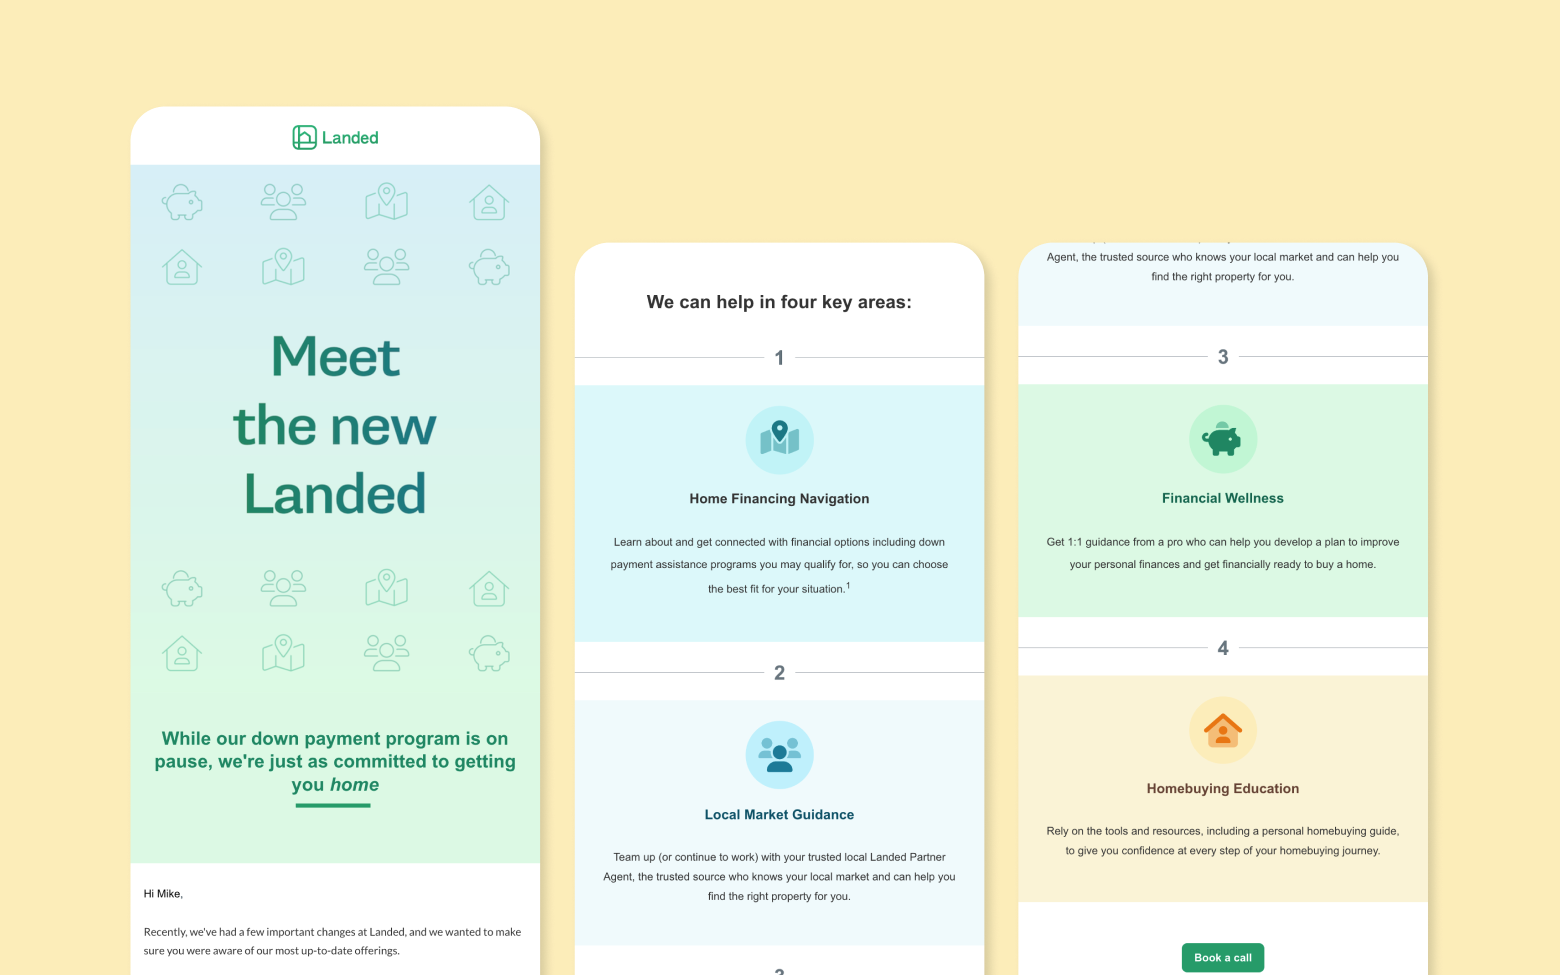 Landed
Meet
the new
Landed
While our down payment program is on
pause, we're just as committed to getting
you home
Hi Mike,
Recently, we've had a few important changes at Landed, and we wanted to make
sure you were aware of our most up-to-date offerings.
We can help in four key areas:
1
Home Financing Navigation
Learn about and get connected with financial options including down
payment assistance programs you may qualify for, so you can choose
the best fit for your situation.1
2
Local Market Guidance
Team up (or continue to work) with your trusted local Landed Partner
Agent, the trusted source who knows your local market and can help you
find the right property for you.
Agent, the trusted source who knows your local market and can help you
find the right property for you.
3
Financial Wellness
Get 1:1 guidance from a pro who can help you develop a plan to improve
your personal finances and get financially ready to buy a home.
4
Homebuying Education
Rely on the tools and resources, including a personal homebuying guide,
to give you confidence at every step of your homebuying journey.
Book a call